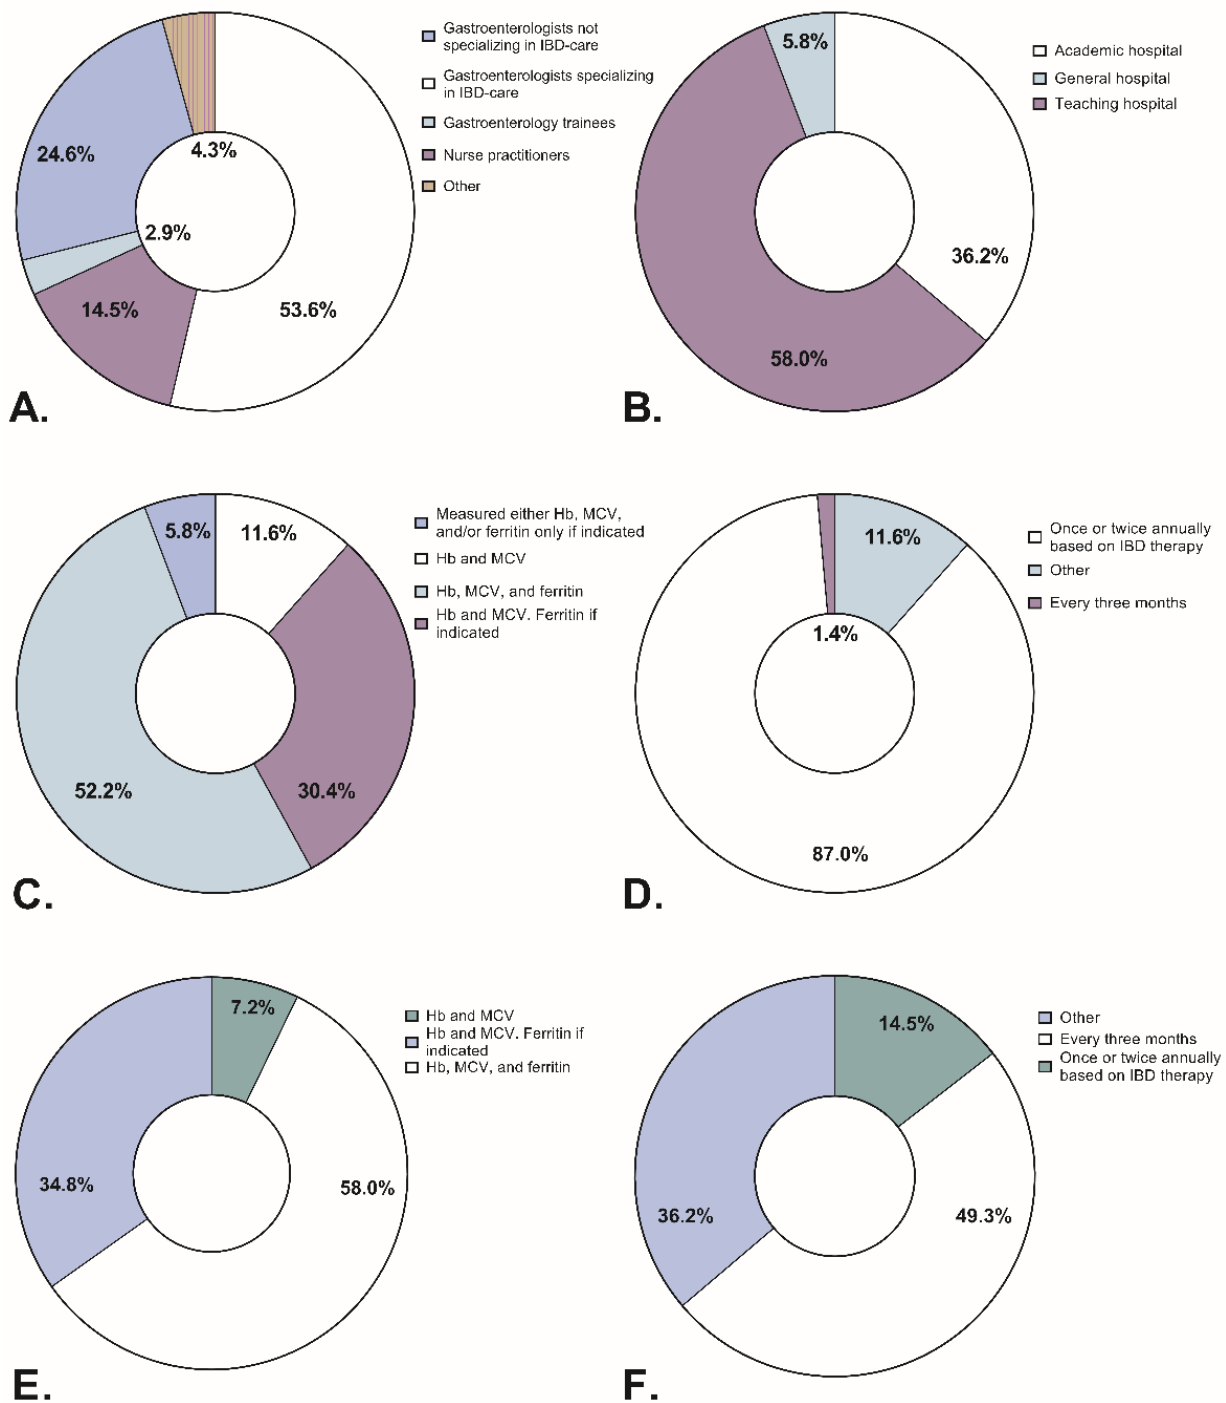 Gastroenterologists not
specializing in IBD-care
Gastroenterologists specializing
in IBD-care
Gastroenterology trainees
Nurse practitioners
Other
4.3%
24.6%
2.9%
14.5%
53.6%
A.
Academic hospital
General hospital
Teaching hospital
5.8%
36.2%
58.0%
B.
Measured either Hb, MCV,
and/or ferritin only if indicated
Hb and MCV
Hb, MCV, and ferritin
Hb and MCV. Ferritin if
indicated
5.8%
11.6%
52.2%
30.4%
C.
Once or twice annually
based on IBD therapy
Other
Every three months
11.6%
1.4%
87.0%
D.
Hb and MCV
Hb and MCV. Ferritin if
indicated
Hb, MCV, and ferritin
7.2%
34.8%
58.0%
E.
Other
Every three months
Once or twice annually
based on IBD therapy
14.5%
36.2%
49.3%
F.